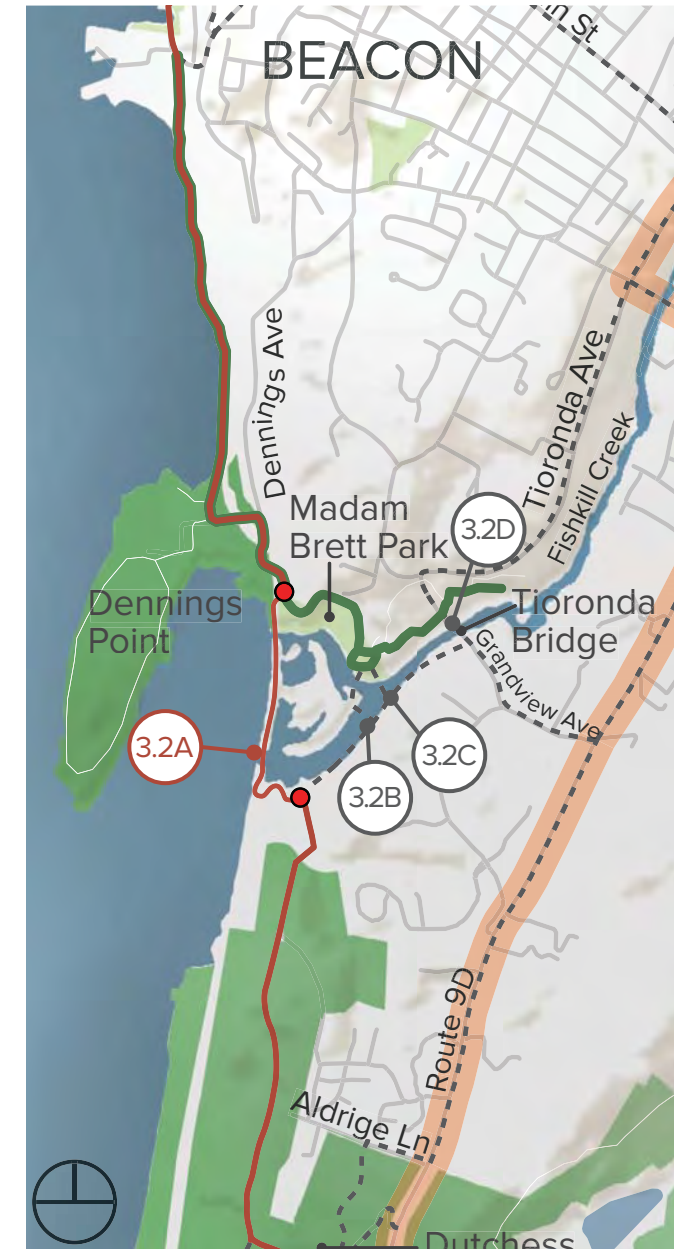 n St
BEACON
Dennings Ave
Tioronda Ave
Fishkill Creek
Madam
Brett Park
3.2D
Dennings
Point
Tioronda
Bridge
Grandview Ave
3.2A
3.2C
3.2B
Route 9D
Aldrige Ln
Dutchess